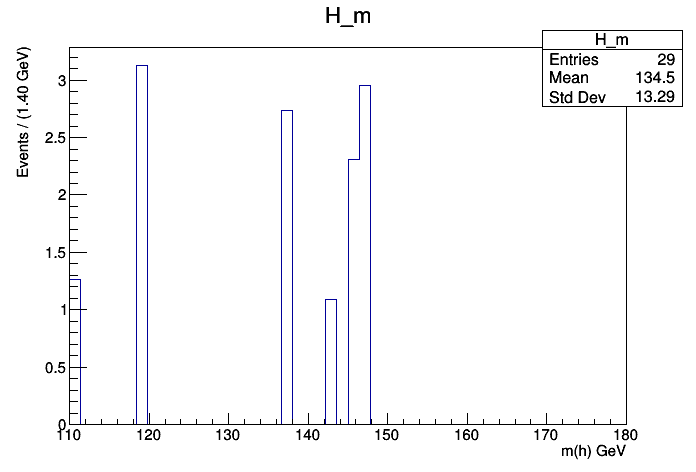 H_m
H_m
Entries 29
Mean 134.5
Std Dev 13.29
Events / (1.40 GeV)
3
2.5
2
1.5
1
0.5
0
110 120 130 140 150 160 170 180
m(h) GeV